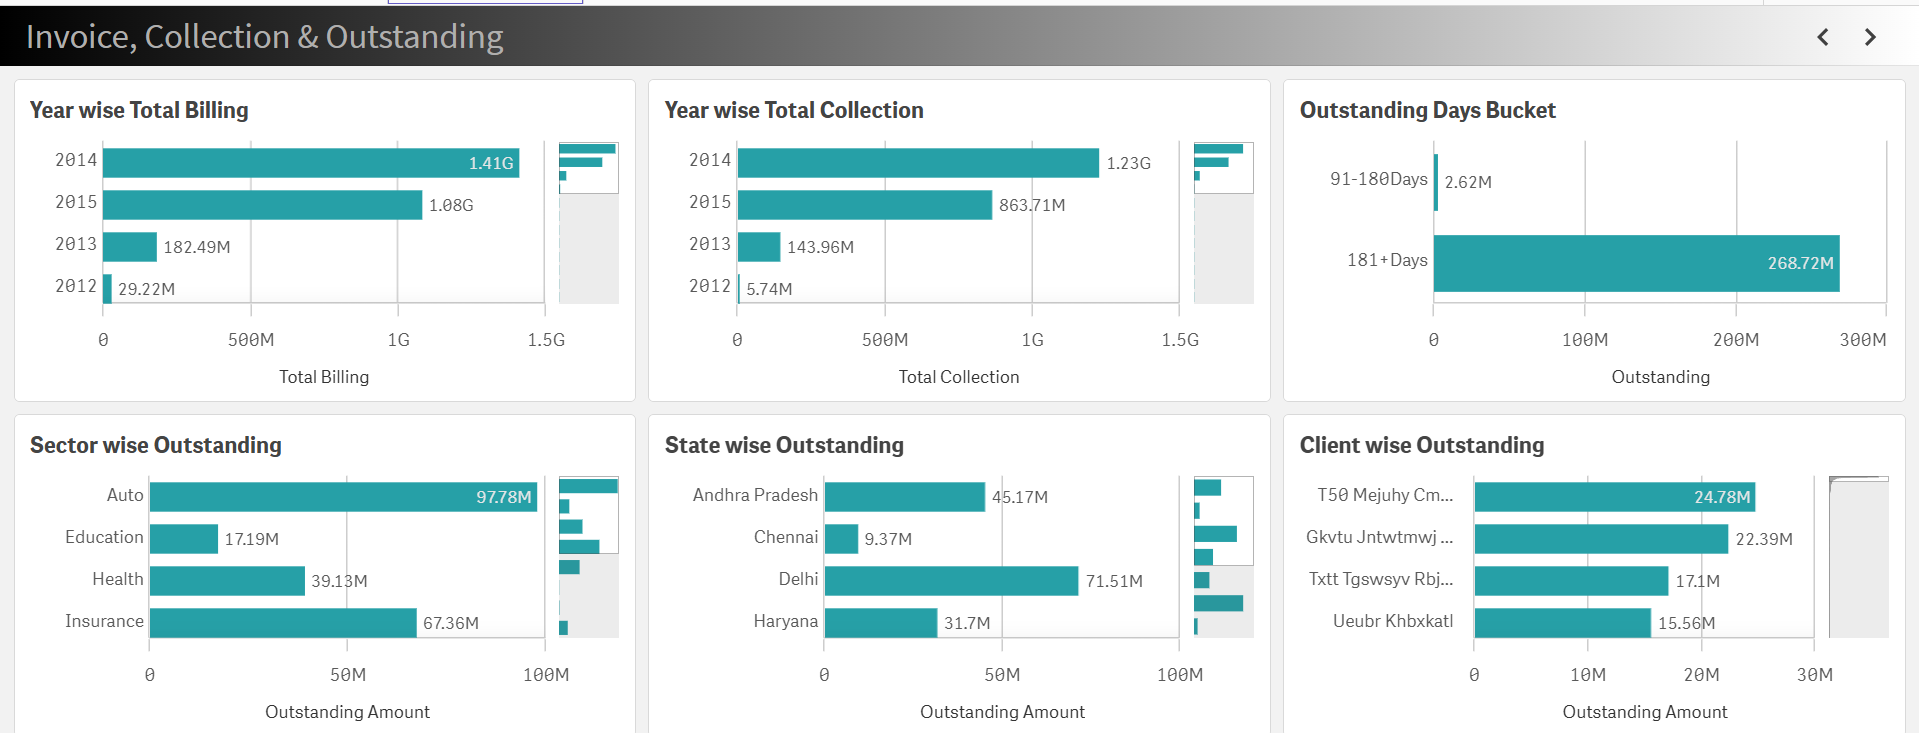 Invoice, Collection & Outstanding
Year wise Total Billing
2014 1.41G
2015 1.08G
2013 182.49M
2012 29.22M
0 500M 1G 1.5G
Total Billing
Year wise Total Collection
2014 1.23G
2015 863.71M
2013 143.96M
2012 5.74M
0 500M 1G 1.5G
Total Collection
Outstanding Days Bucket
91-180Days 2.62M
181+Days 268.72M
0 100M 200M 300M
Outstanding
Sector wise Outstanding
Auto 97.78M
Education 17.19M
Health 39.13M
Insurance 67.36M
0 50M 100M
Outstanding Amount
State wise Outstanding
Andhra Pradesh 45.17M
Chennai 9.37M
Delhi 71.51M
Haryana 31.7M
0 50M 100M
Outstanding Amount
Client wise Outstanding
T50 Mejuhy Cm... 24.78M
Gkvtu Jntwtmwj ... 22.39M
Txtt Tgswsyv Rbj... 17.1M
Ueubr Khbxkatl 15.56M
0 10M 20M 30M
Outstanding Amount